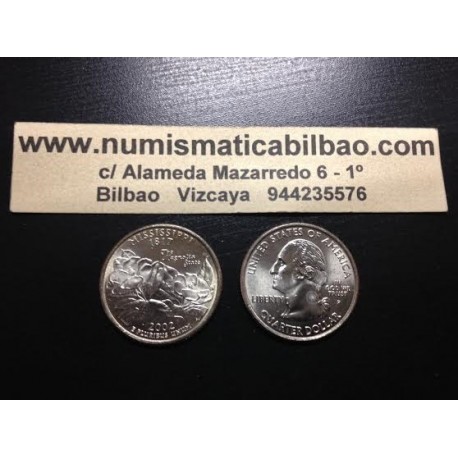 www.numismaticabilbao.com
c/ Alameda Mazarredo 6 - 1º
Bilbao Vizcaya 944235576
MISSISSIPPI
1817
The
Magnolia
State
2002
E PLURIBUS UNUM
UNITED STATES OF AMERICA
LIBERTY
IN
GOD WE
TRUST
P
QUARTER DOLLAR